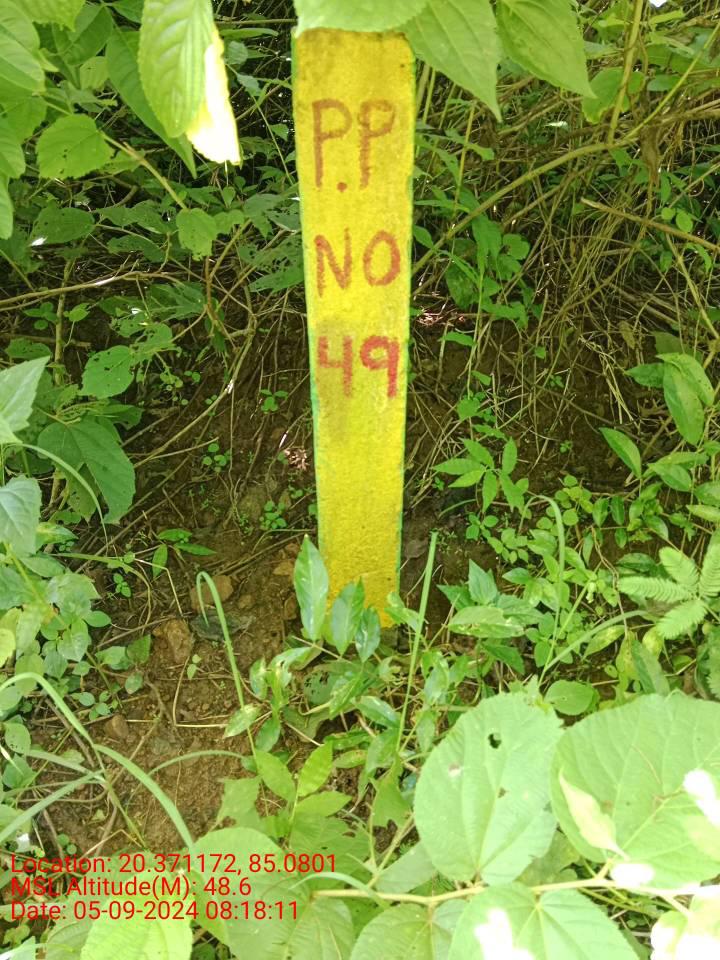 P.P
NO
49
Location: 20.371172, 85.0801
MSL Altitude(M): 48.6
Date: 05-09-2024 08:18:11